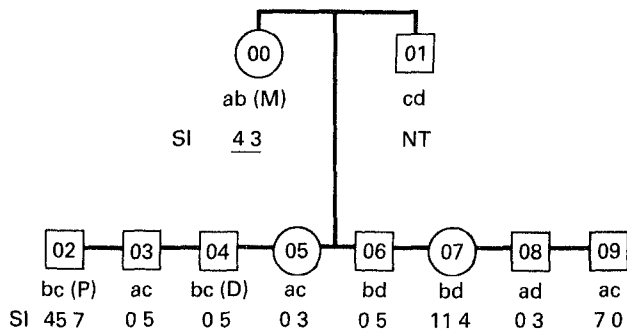 00 01
ab (M) cd
SI 4 3 NT
02 03 04 05 06 07 08 09
bc (P) ac bc (D) ac bd bd ad ac
SI 45 7 0 5 0 5 0 3 0 5 11 4 0 3 7 0